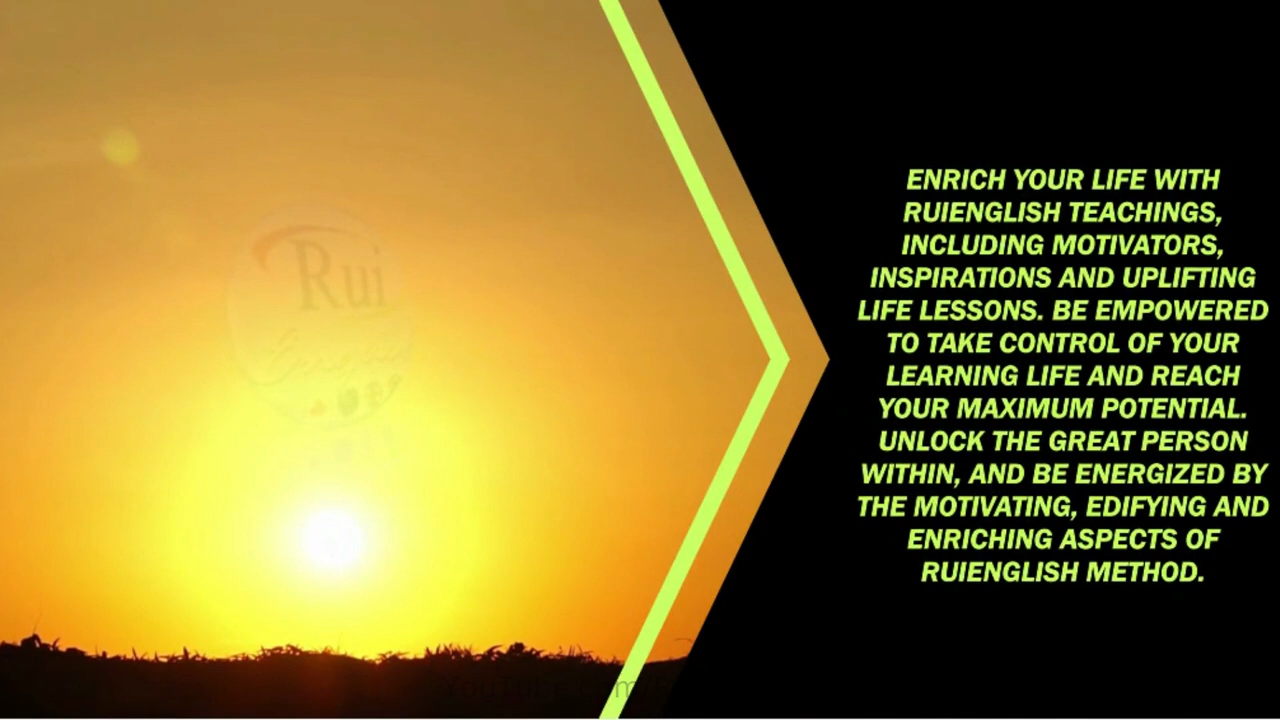 Rui
English
ENRICH YOUR LIFE WITH
RUIENGLISH TEACHINGS,
INCLUDING MOTIVATORS,
INSPIRATIONS AND UPLIFTING
LIFE LESSONS. BE EMPOWERED
TO TAKE CONTROL OF YOUR
LEARNING LIFE AND REACH
YOUR MAXIMUM POTENTIAL.
UNLOCK THE GREAT PERSON
WITHIN, AND BE ENERGIZED BY
THE MOTIVATING, EDIFYING AND
ENRICHING ASPECTS OF
RUIENGLISH METHOD.